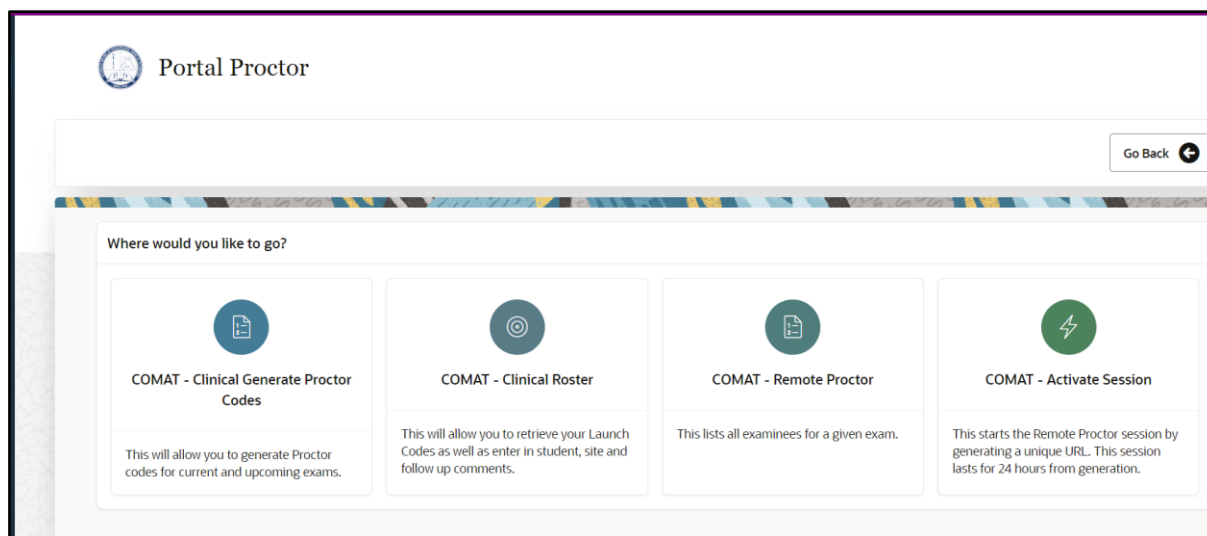 Portal Proctor
Go Back
Where would you like to go?
COMAT - Clinical Generate Proctor
Codes
This will allow you to generate Proctor
codes for current and upcoming exams.
COMAT - Clinical Roster
This will allow you to retrieve your Launch
Codes as well as enter in student, site and
follow up comments.
COMAT - Remote Proctor
This lists all examinees for a given exam.
COMAT - Activate Session
This starts the Remote Proctor session by
generating a unique URL. This session
lasts for 24 hours from generation.